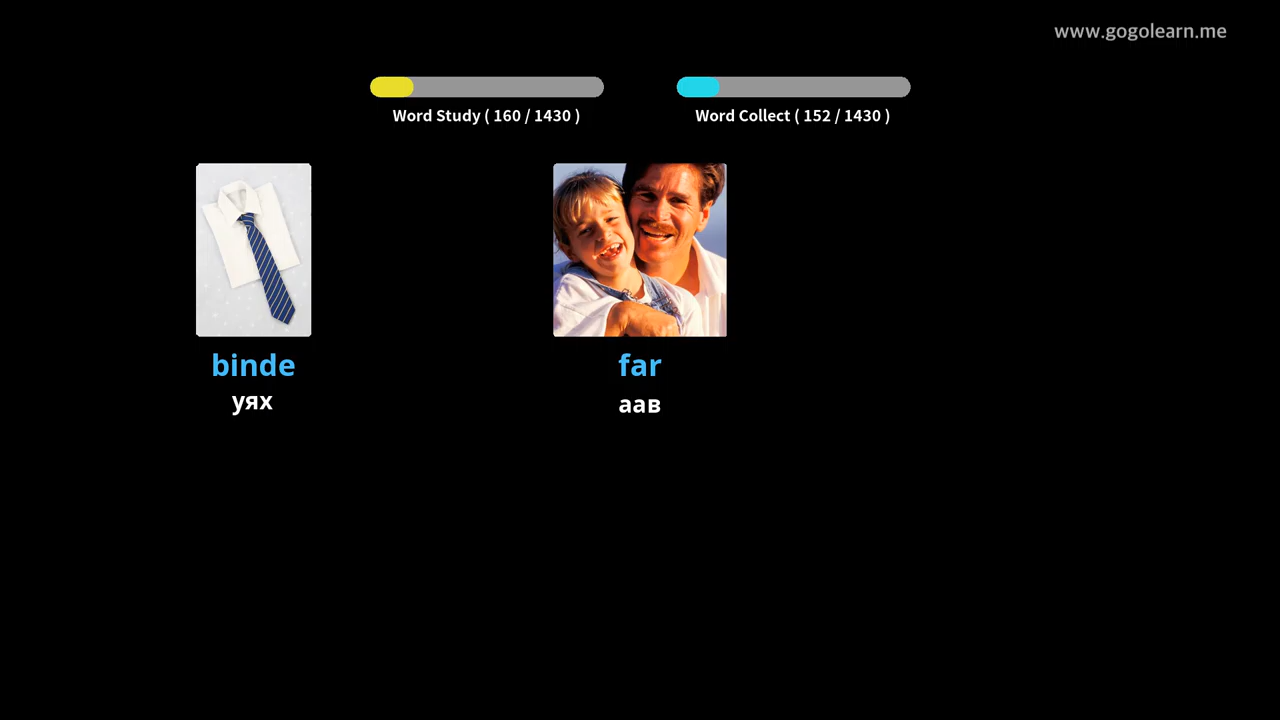 www.gogolearn.me
Word Study ( 160 / 1430 )
Word Collect ( 152 / 1430 )
binde
уях
far
аав